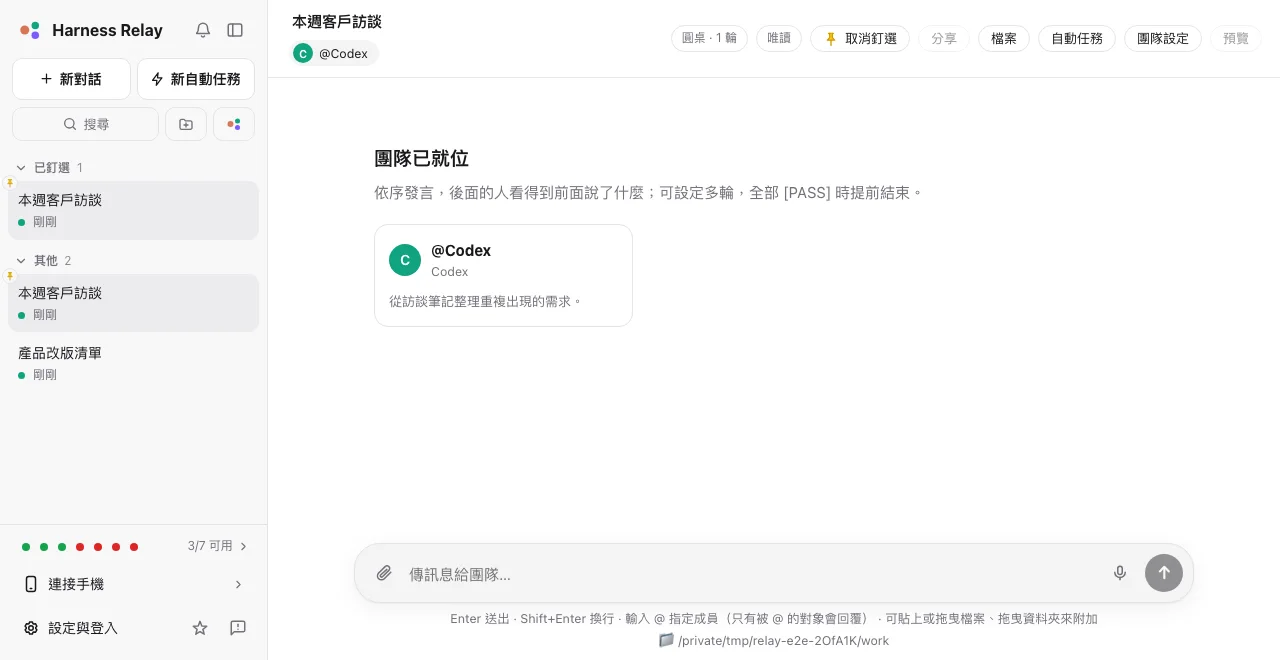 Harness Relay
新對話
新自動任務
搜尋
已釘選 1
本週客戶訪談
剛剛
其他 2
本週客戶訪談
剛剛
產品改版清單
剛剛
3/7 可用
連接手機
設定與登入
本週客戶訪談
C @Codex
圓桌 · 1 輪
唯讀
取消釘選
分享
檔案
自動任務
團隊設定
預覽
團隊已就位
依序發言，後面的人看得到前面說了什麼；可設定多輪，全部 [PASS] 時提前結束。
C
@Codex
Codex
從訪談筆記整理重複出現的需求。
傳訊息給團隊...
Enter 送出 · Shift+Enter 換行 · 輸入 @ 指定成員（只有被 @ 的對象會回覆） · 可貼上或拖曳檔案、拖曳資料夾來附加
/private/tmp/relay-e2e-2OfA1K/work